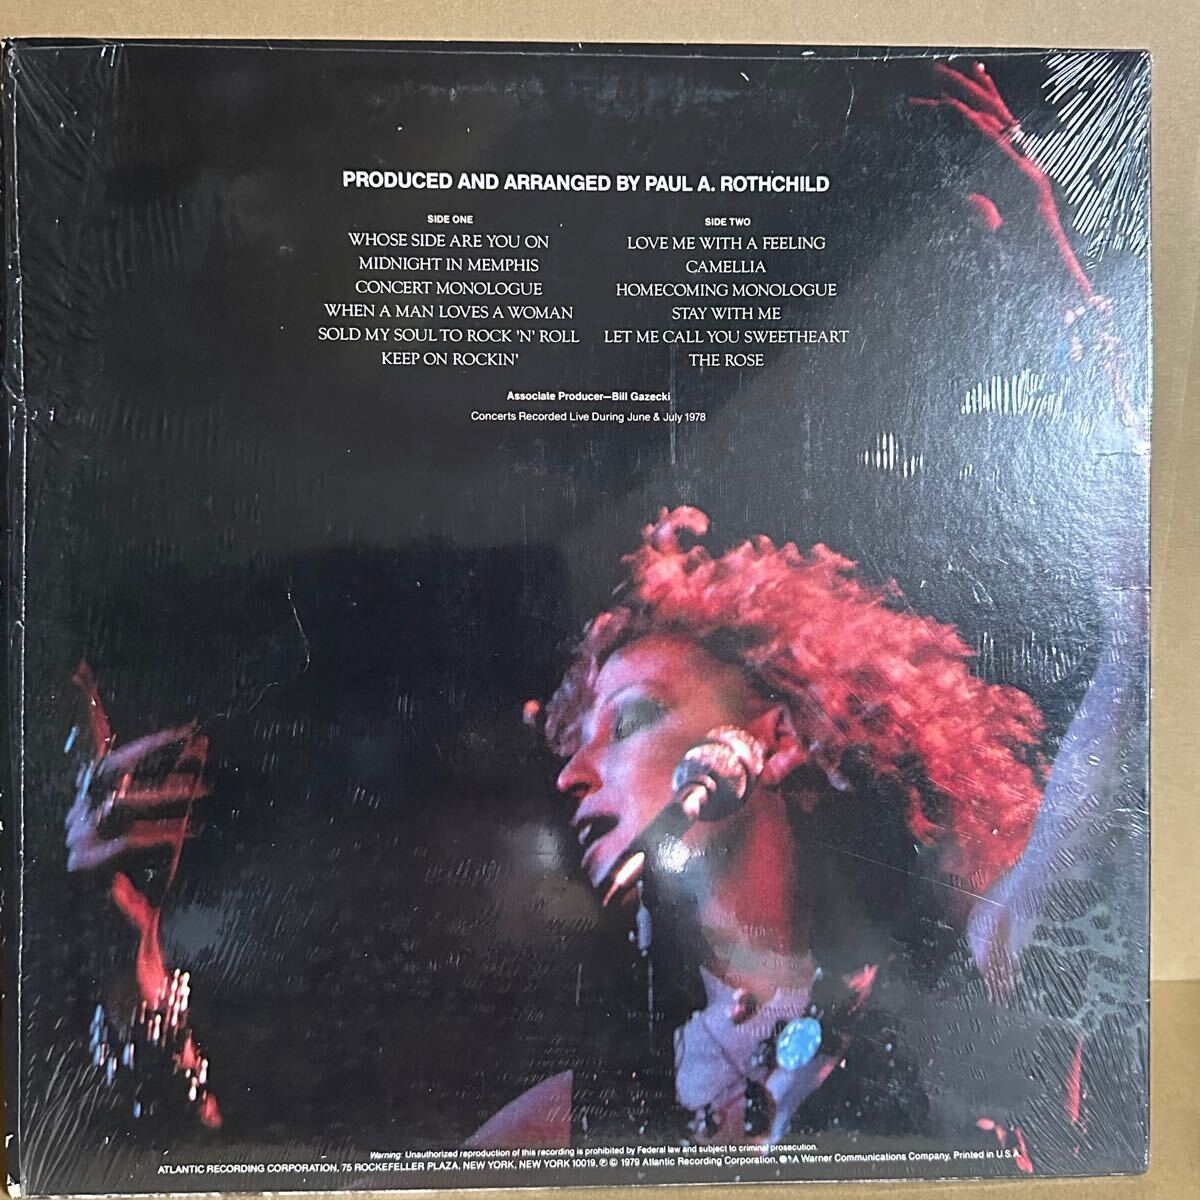 PRODUCED AND ARRANGED BY PAUL A. ROTHCHILD
SIDE ONE
WHOSE SIDE ARE YOU ON
MIDNIGHT IN MEMPHIS
CONCERT MONOLOGUE
WHEN A MAN LOVES A WOMAN
SOLD MY SOUL TO ROCK 'N' ROLL
KEEP ON ROCKIN'
SIDE TWO
LOVE ME WITH A FEELING
CAMELLIA
HOMECOMING MONOLOGUE
STAY WITH ME
LET ME CALL YOU SWEETHEART
THE ROSE
Associate Producer—Bill Gazecki
Concerts Recorded Live During June & July 1978
Warning: Unauthorized reproduction of this recording is prohibited by Federal law and subject to criminal prosecution.
ATLANTIC RECORDING CORPORATION, 75 ROCKEFELLER PLAZA, NEW YORK, NEW YORK 10019. ℗ © 1979 Atlantic Recording Corporation. A Warner Communications Company. Printed in U.S.A.